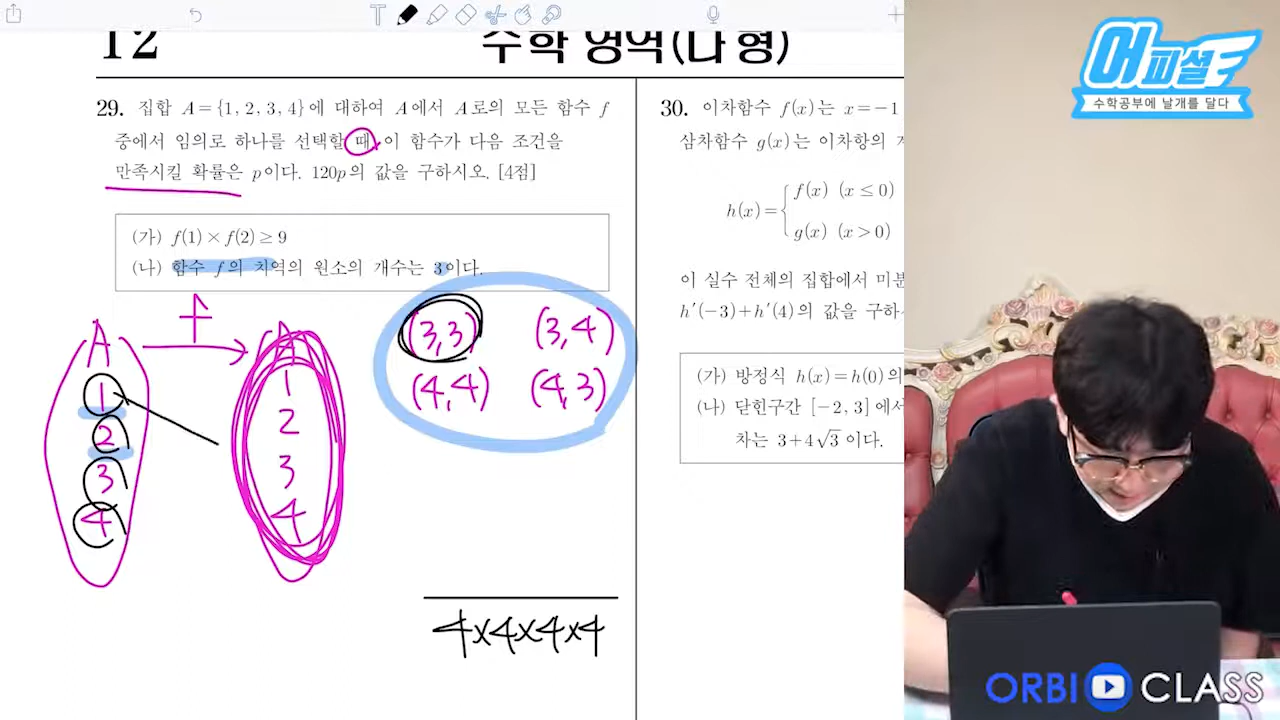 12
수학 영역(나형)
29. 집합 A={1, 2, 3, 4}에 대하여 A에서 A로의 모든 함수 f
중에서 임의로 하나를 선택할 때, 이 함수가 다음 조건을
만족시킬 확률은 p이다. 120p의 값을 구하시오. [4점]
(가) f(1)×f(2)≥9
(나) 함수 f의 치역의 원소의 개수는 3이다.
f
A
A
1
2
3
4
1
2
3
4
(3,3)
(3,4)
(4,4)
(4,3)
4×4×4×4
30. 이차함수 f(x)는 x=-1
삼차함수 g(x)는 이차항의
h(x)={ f(x) (x≤0)
g(x) (x>0)
이 실수 전체의 집합에서 미분
h′(-3)+h′(4)의 값을 구하
(가) 방정식 h(x)=h(0)의
(나) 닫힌구간 [-2, 3]에서
차는 3+4√3 이다.
어피셜
수학공부에 날개를 달다
ORBI CLASS